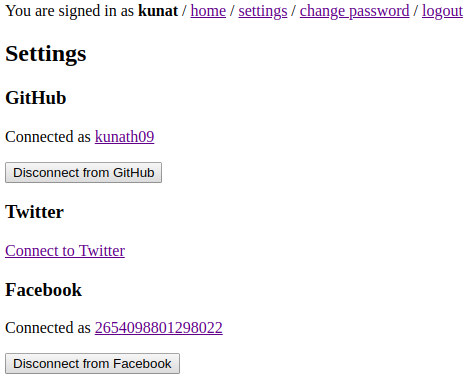 You are signed in as kunat / home / settings / change password / logout
Settings
GitHub
Connected as kunath09
Disconnect from GitHub
Twitter
Connect to Twitter
Facebook
Connected as 2654098801298022
Disconnect from Facebook